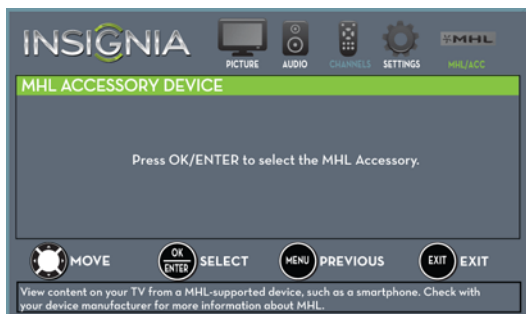 INSIGNIA
PICTURE AUDIO CHANNELS SETTINGS MHL MHL/ACC
MHL ACCESSORY DEVICE
Press OK/ENTER to select the MHL Accessory.
MOVE OK ENTER SELECT MENU PREVIOUS EXIT EXIT
View content on your TV from a MHL-supported device, such as a smartphone. Check with
your device manufacturer for more information about MHL.